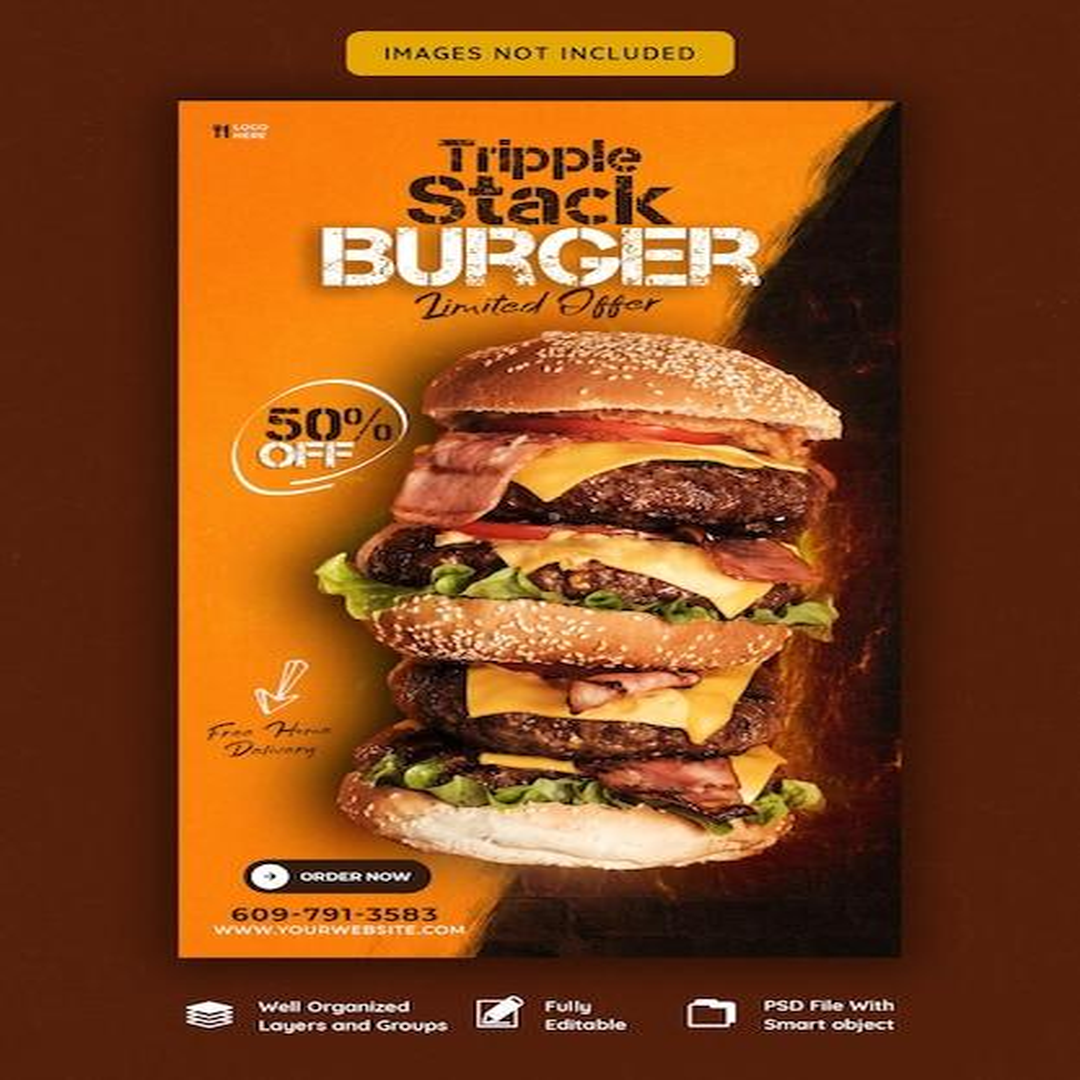 IMAGES NOT INCLUDED
LOGO
HERE
Tripple
Stack
BURGER
Limited Offer
50%
OFF
Free Home
Delivery
ORDER NOW
609-791-3583
WWW.YOURWEBSITE.COM
Well Organized
Layers and Groups
Fully
Editable
PSD File With
Smart object